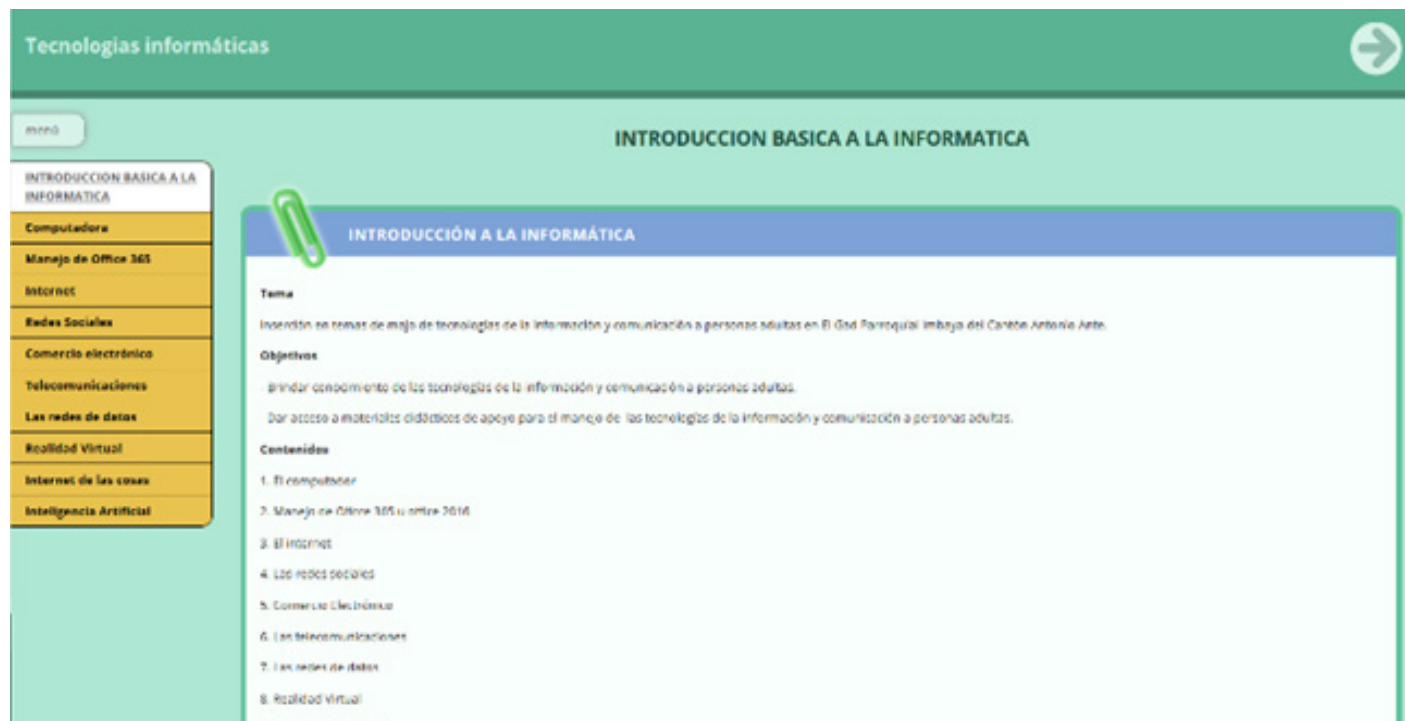 Tecnologias informáticas
menú
INTRODUCCION BASICA A LA INFORMATICA
INTRODUCCION BASICA A LA
INFORMATICA
Computadora
Manejo de Office 365
Internet
Redes Sociales
Comercio electrónico
Telecomunicaciones
Las redes de datos
Realidad Virtual
Internet de las cosas
Inteligencia Artificial
INTRODUCCIÓN A LA INFORMÁTICA
Tema
Inserción en temas de majo de tecnologías de la información y comunicación a personas adultas en El Gad Parroquial Imbaya del Cantón Antonio Ante.
Objetivos
- Brindar conocimiento de las tecnologías de la información y comunicación a personas adultas.
- Dar acceso a materiales didácticos de apoyo para el manejo de las tecnologías de la información y comunicación a personas adultas.
Contenidos
1. El computador
2. Manejo de Office 365 u office 2016
3. El internet
4. Las redes sociales
5. Comercio Electrónico
6. Las telecomunicaciones
7. Las redes de datos
8. Realidad Virtual